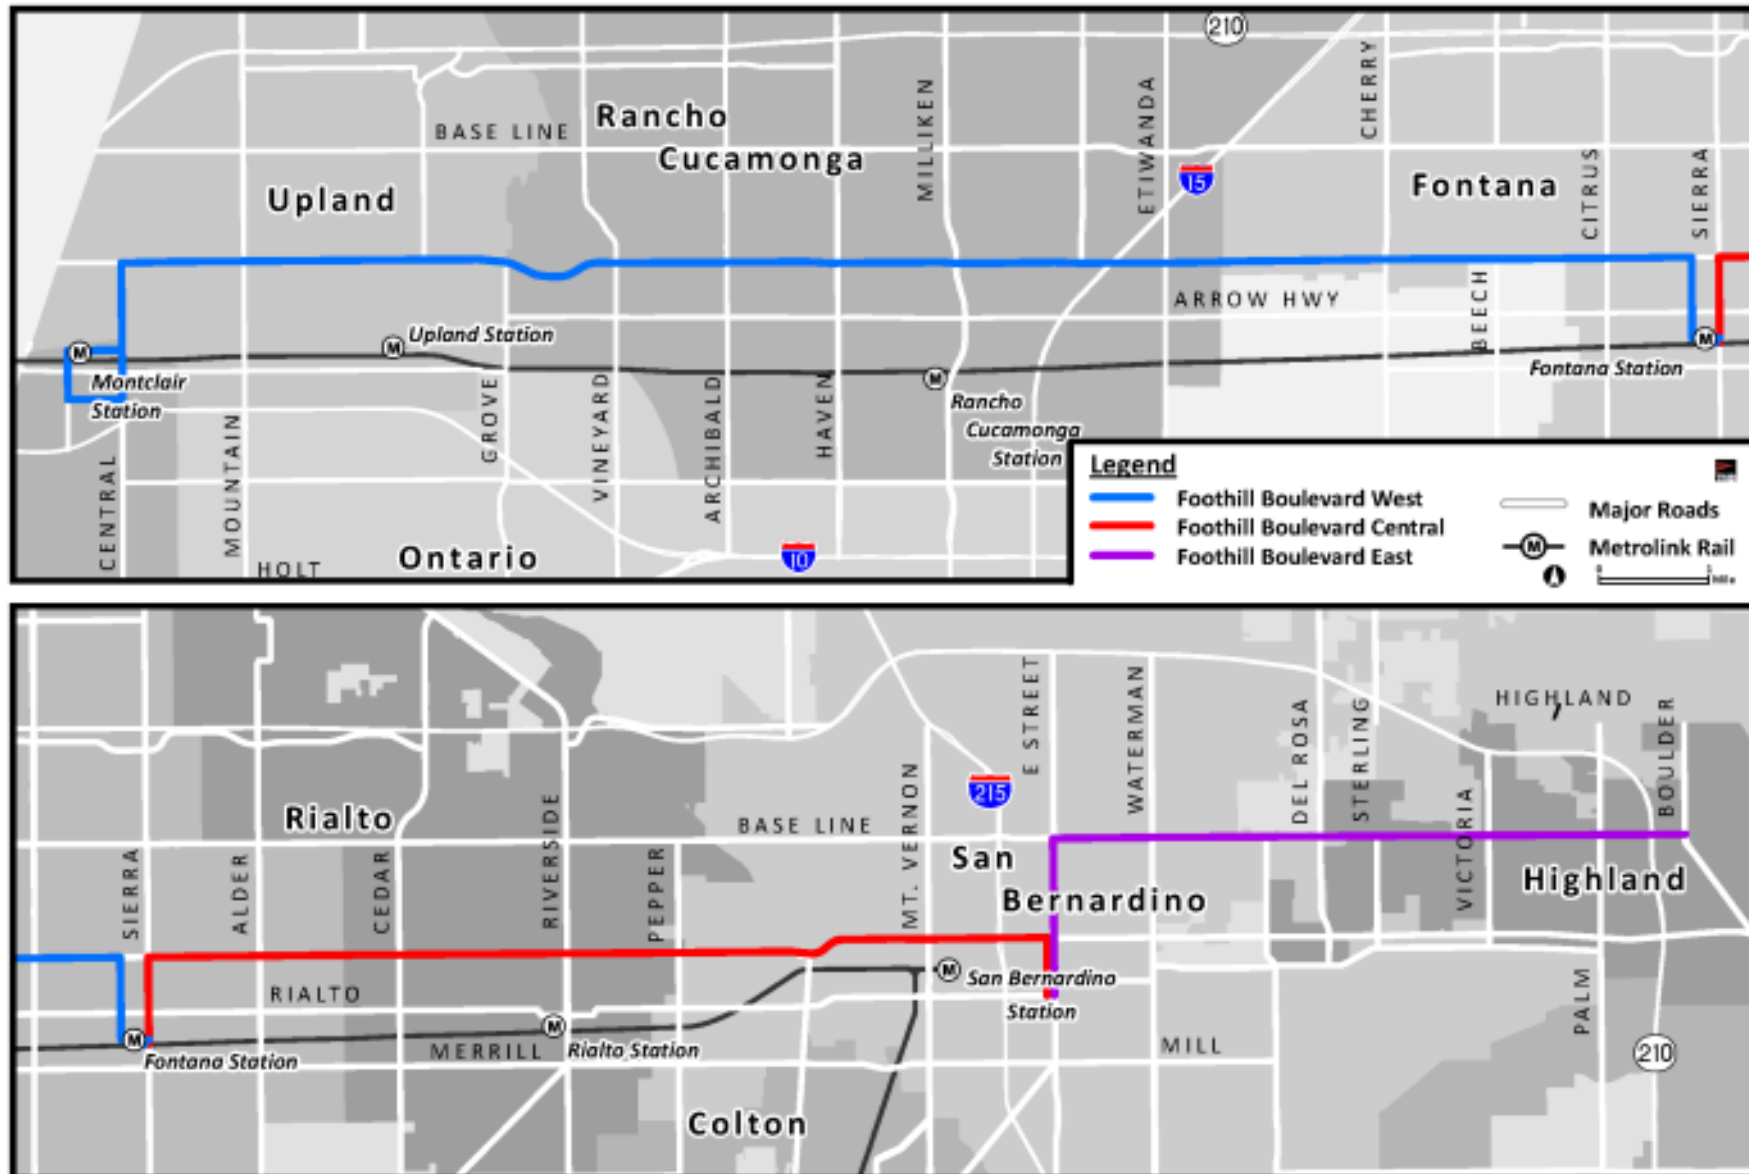 210
CHERRY
MILLIKEN
ETIWANDA
Rancho
BASE LINE
Cucamonga
CITRUS
SIERRA
15
Upland
Fontana
ARROW HWY
BEECH
M
Upland Station
M
M
Montclair
Station
M
Fontana Station
Rancho
Cucamonga
Station
CENTRAL
MOUNTAIN
GROVE
VINEYARD
ARCHIBALD
HAVEN
Ontario
HOLT
10
Legend
Foothill Boulevard West
Foothill Boulevard Central
Foothill Boulevard East
Major Roads
M
Metrolink Rail
E STREET
WATERMAN
DEL ROSA
STERLING
HIGHLAND
BOULDER
215
Rialto
BASE LINE
MT. VERNON
San
Bernardino
VICTORIA
Highland
SIERRA
ALDER
CEDAR
RIVERSIDE
PEPPER
M
San Bernardino
Station
RIALTO
PALM
M
Fontana Station
MERRILL
M
Rialto Station
MILL
210
Colton